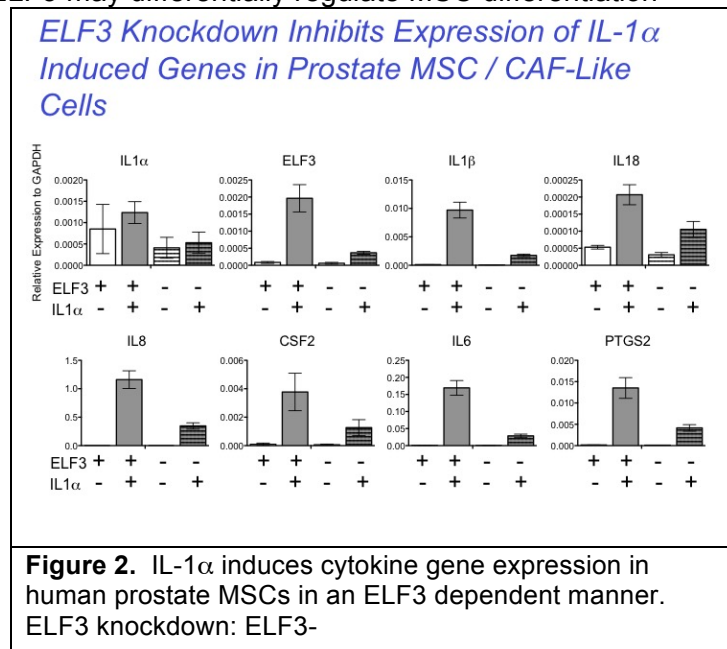 ELF3 may differentially regulate MSC differentiation
ELF3 Knockdown Inhibits Expression of IL-1α
Induced Genes in Prostate MSC / CAF-Like
Cells
Relative Expression to GAPDH
IL1α
0.0020
0.0015
0.0010
0.0005
0.0000
ELF3
0.0025
0.0020
0.0015
0.0010
0.0005
0.0000
IL1β
0.015
0.010
0.005
0.000
IL18
0.00025
0.00020
0.00015
0.00010
0.00005
0.00000
ELF3 + + - - + + - - + + - - + + - -
IL1α - + - + - + - + - + - + - + - +
IL8
1.5
1.0
0.5
0.0
CSF2
0.006
0.004
0.002
0.000
IL6
0.25
0.20
0.15
0.10
0.05
0.00
PTGS2
0.020
0.015
0.010
0.005
0.000
ELF3 + + - - + + - - + + - - + + - -
IL1α - + - + - + - + - + - + - + - +
Figure 2. IL-1α induces cytokine gene expression in
human prostate MSCs in an ELF3 dependent manner.
ELF3 knockdown: ELF3-